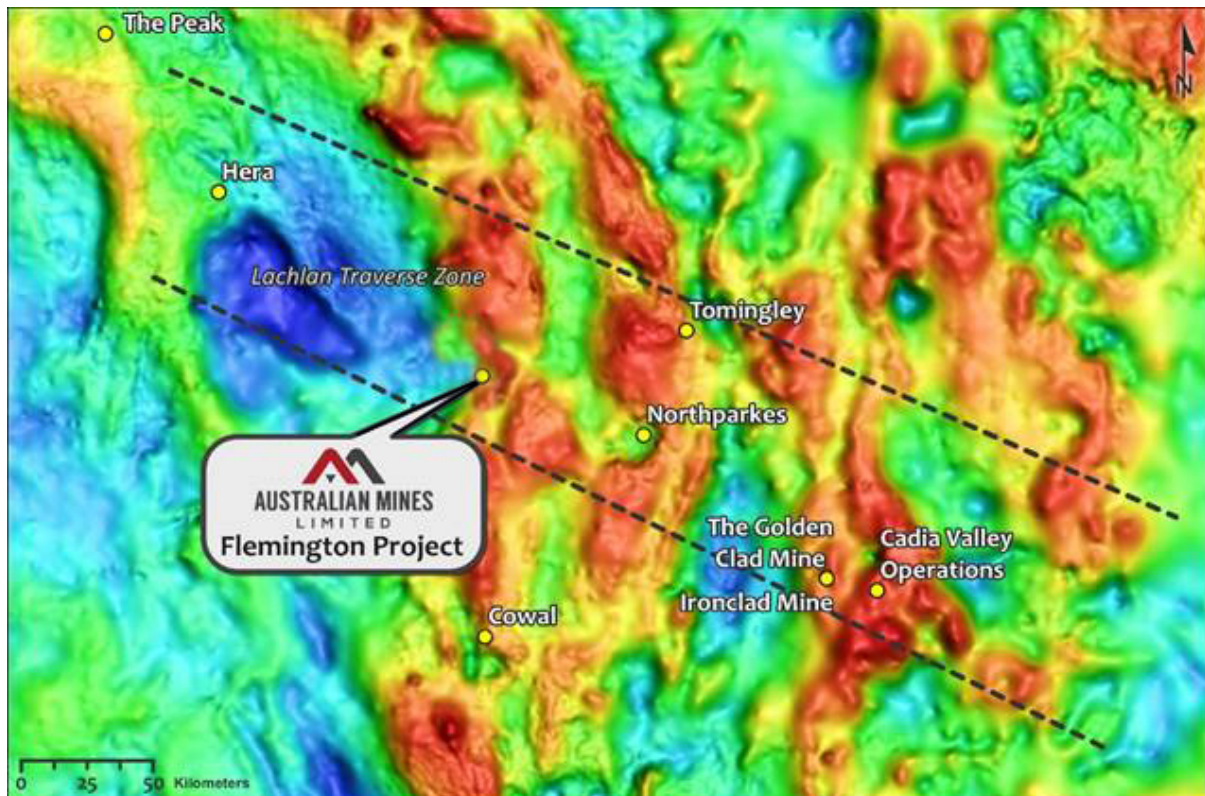 The Peak
N
Hera
Lachlan Traverse Zone
Tomingley
Northparkes
AUSTRALIAN MINES
LIMITED
Flemington Project
The Golden
Clad Mine
Ironclad Mine
Cadia Valley
Operations
Cowal
0 25 50 Kilometers